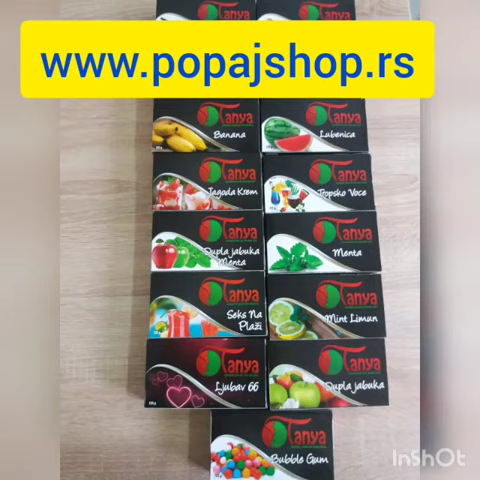 Tanya
www.popajshop.rs
Tanya
Banana
Tanya
Lubenica
Tanya
Jagoda Krem
Tanya
Tropsko Voce
Tanya
Dupla jabuka
Menta
Tanya
Menta
Tanya
Seks Na
Plaži
Tanya
Mint Limun
Tanya
Ljubav 66
Tanya
Dupla jabuka
Tanya
Bubble Gum
InShOt